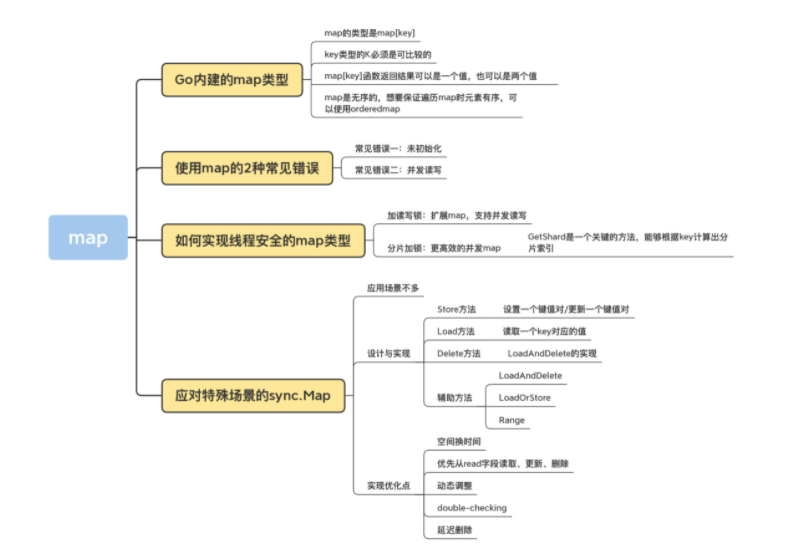 map
Go内建的map类型
map的类型是map[key]
key类型的K必须是可比较的
map[key]函数返回结果可以是一个值，也可以是两个值
map是无序的，想要保证遍历map时元素有序，可
以使用orderedmap
使用map的2种常见错误
常见错误一：未初始化
常见错误二：并发读写
如何实现线程安全的map类型
加读写锁：扩展map，支持并发读写
分片加锁：更高效的并发map
GetShard是一个关键的方法，能够根据key计算出分
片索引
应对特殊场景的sync.Map
应用场景不多
设计与实现
Store方法
设置一个键值对/更新一个键值对
Load方法
读取一个key对应的值
Delete方法
LoadAndDelete的实现
辅助方法
LoadAndDelete
LoadOrStore
Range
实现优化点
空间换时间
优先从read字段读取、更新、删除
动态调整
double-checking
延迟删除